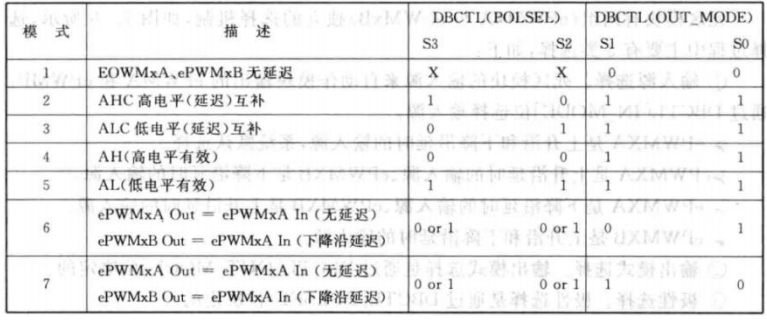 模 式 描 述 DBCTL(POLSEL) DBCTL(OUT_MODE)
S3 S2 S1 S0
1 EOWMxA、ePWMxB 无延迟 X X 0 0
2 AHC 高电平(延迟)互补 1 0 1 1
3 ALC 低电平(延迟)互补 0 1 1 1
4 AH(高电平有效) 0 0 1 1
5 AL(低电平有效) 1 1 1 1
6 ePWMxA Out = ePWMxA In (无延迟)
ePWMxB Out = ePWMxA In (下降沿延迟) 0 or 1 0 or 1 0 1
7 ePWMxA Out = ePWMxA In (无延迟)
ePWMxB Out = ePWMxA In (下降沿延迟) 0 or 1 0 or 1 1 0